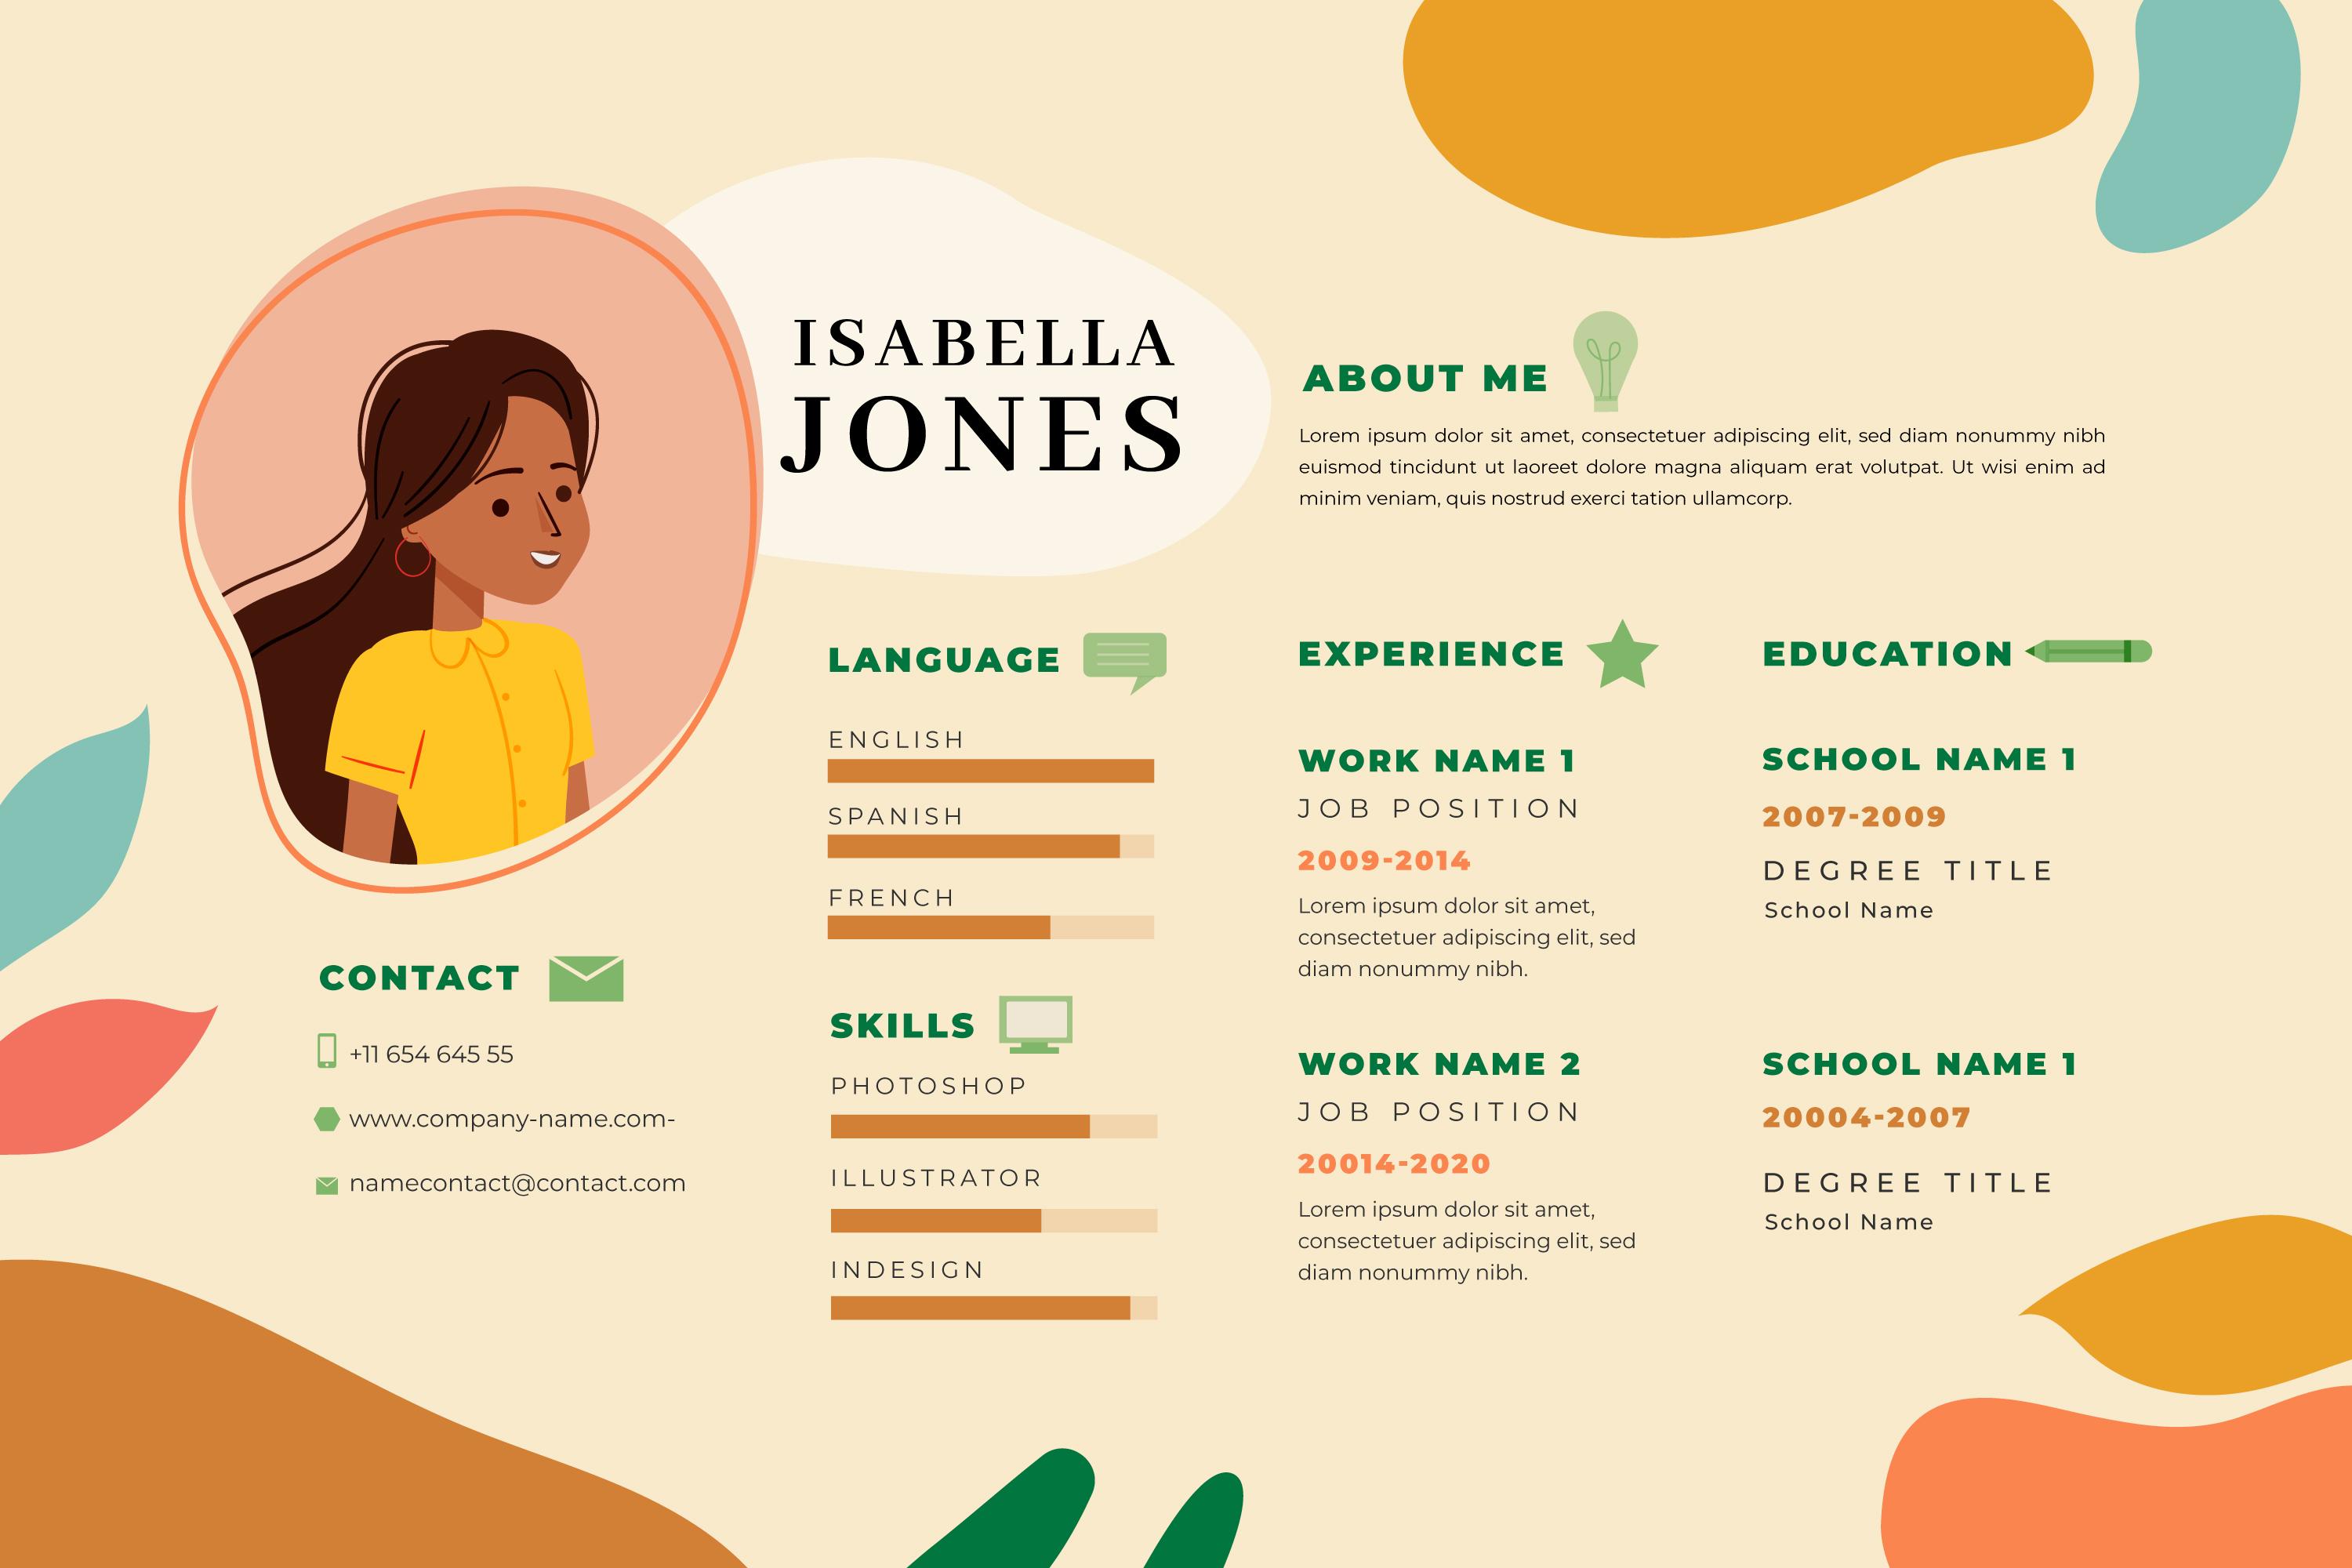 ISABELLA
JONES
ABOUT ME
Lorem ipsum dolor sit amet, consectetuer adipiscing elit, sed diam nonummy nibh
euismod tincidunt ut laoreet dolore magna aliquam erat volutpat. Ut wisi enim ad
minim veniam, quis nostrud exerci tation ullamcorp.
CONTACT
+11 654 645 55
www.company-name.com-
namecontact@contact.com
LANGUAGE
ENGLISH
SPANISH
FRENCH
SKILLS
PHOTOSHOP
ILLUSTRATOR
INDESIGN
EXPERIENCE
WORK NAME 1
JOB POSITION
2009-2014
Lorem ipsum dolor sit amet,
consectetuer adipiscing elit, sed
diam nonummy nibh.
WORK NAME 2
JOB POSITION
20014-2020
Lorem ipsum dolor sit amet,
consectetuer adipiscing elit, sed
diam nonummy nibh.
EDUCATION
SCHOOL NAME 1
2007-2009
DEGREE TITLE
School Name
SCHOOL NAME 1
20004-2007
DEGREE TITLE
School Name